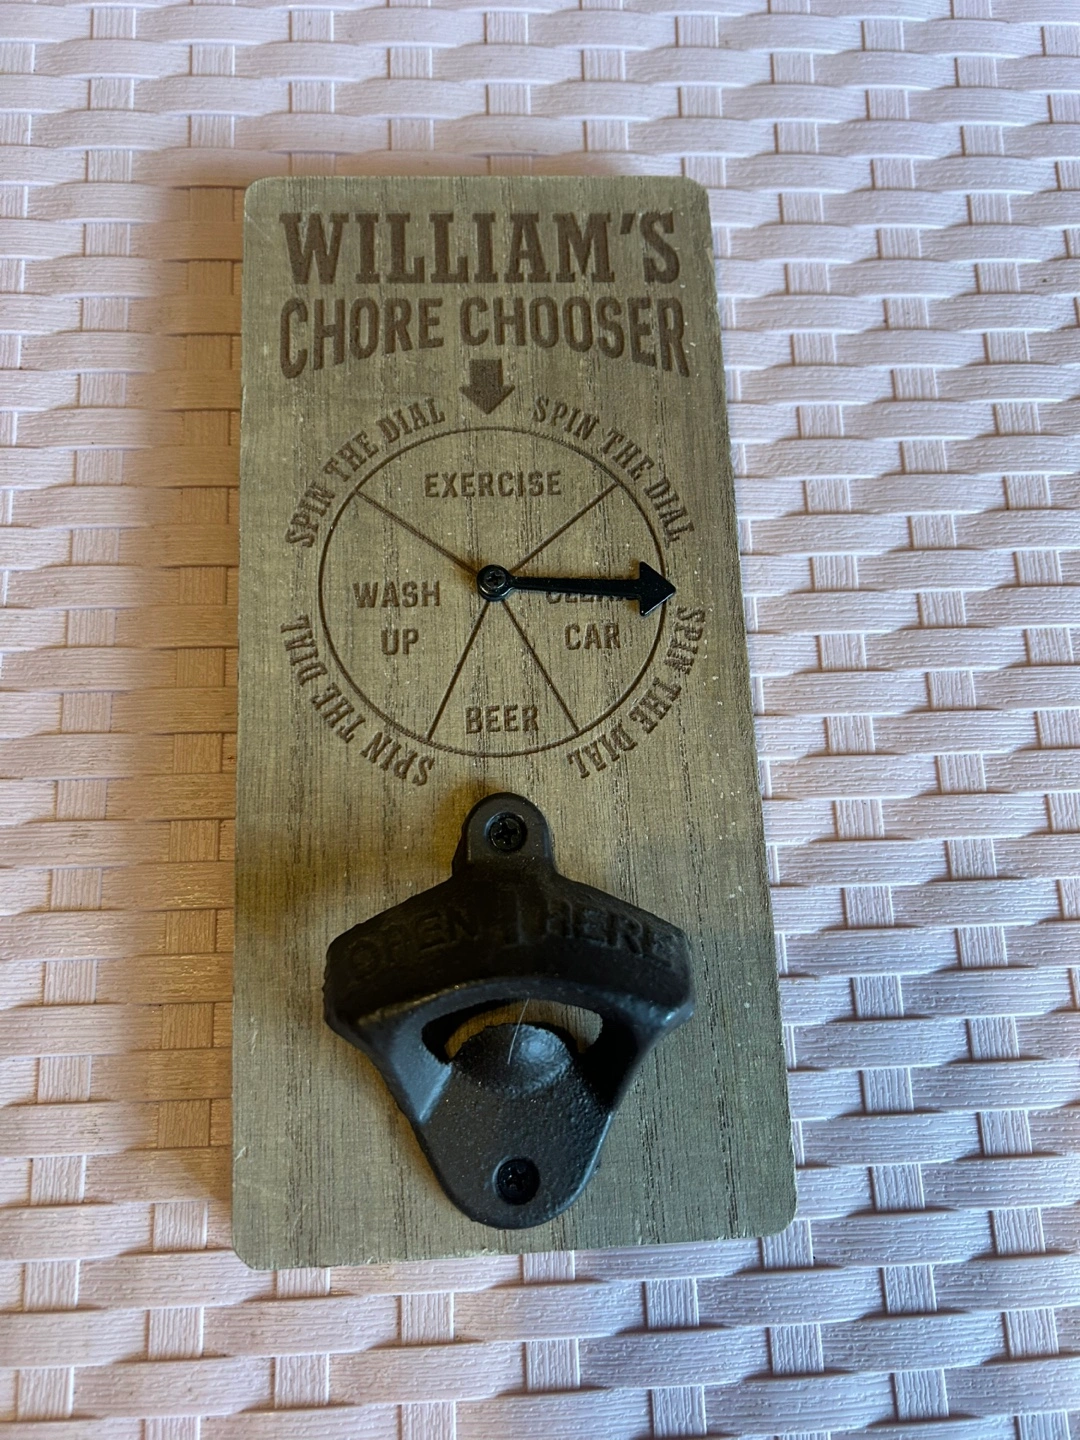 WILLIAM'S
CHORE CHOOSER
SPIN THE DIAL
SPIN THE DIAL
EXERCISE
WASH
UP
CAR
BEER
SPIN THE DIAL
SPIN THE DIAL
OPEN HERE